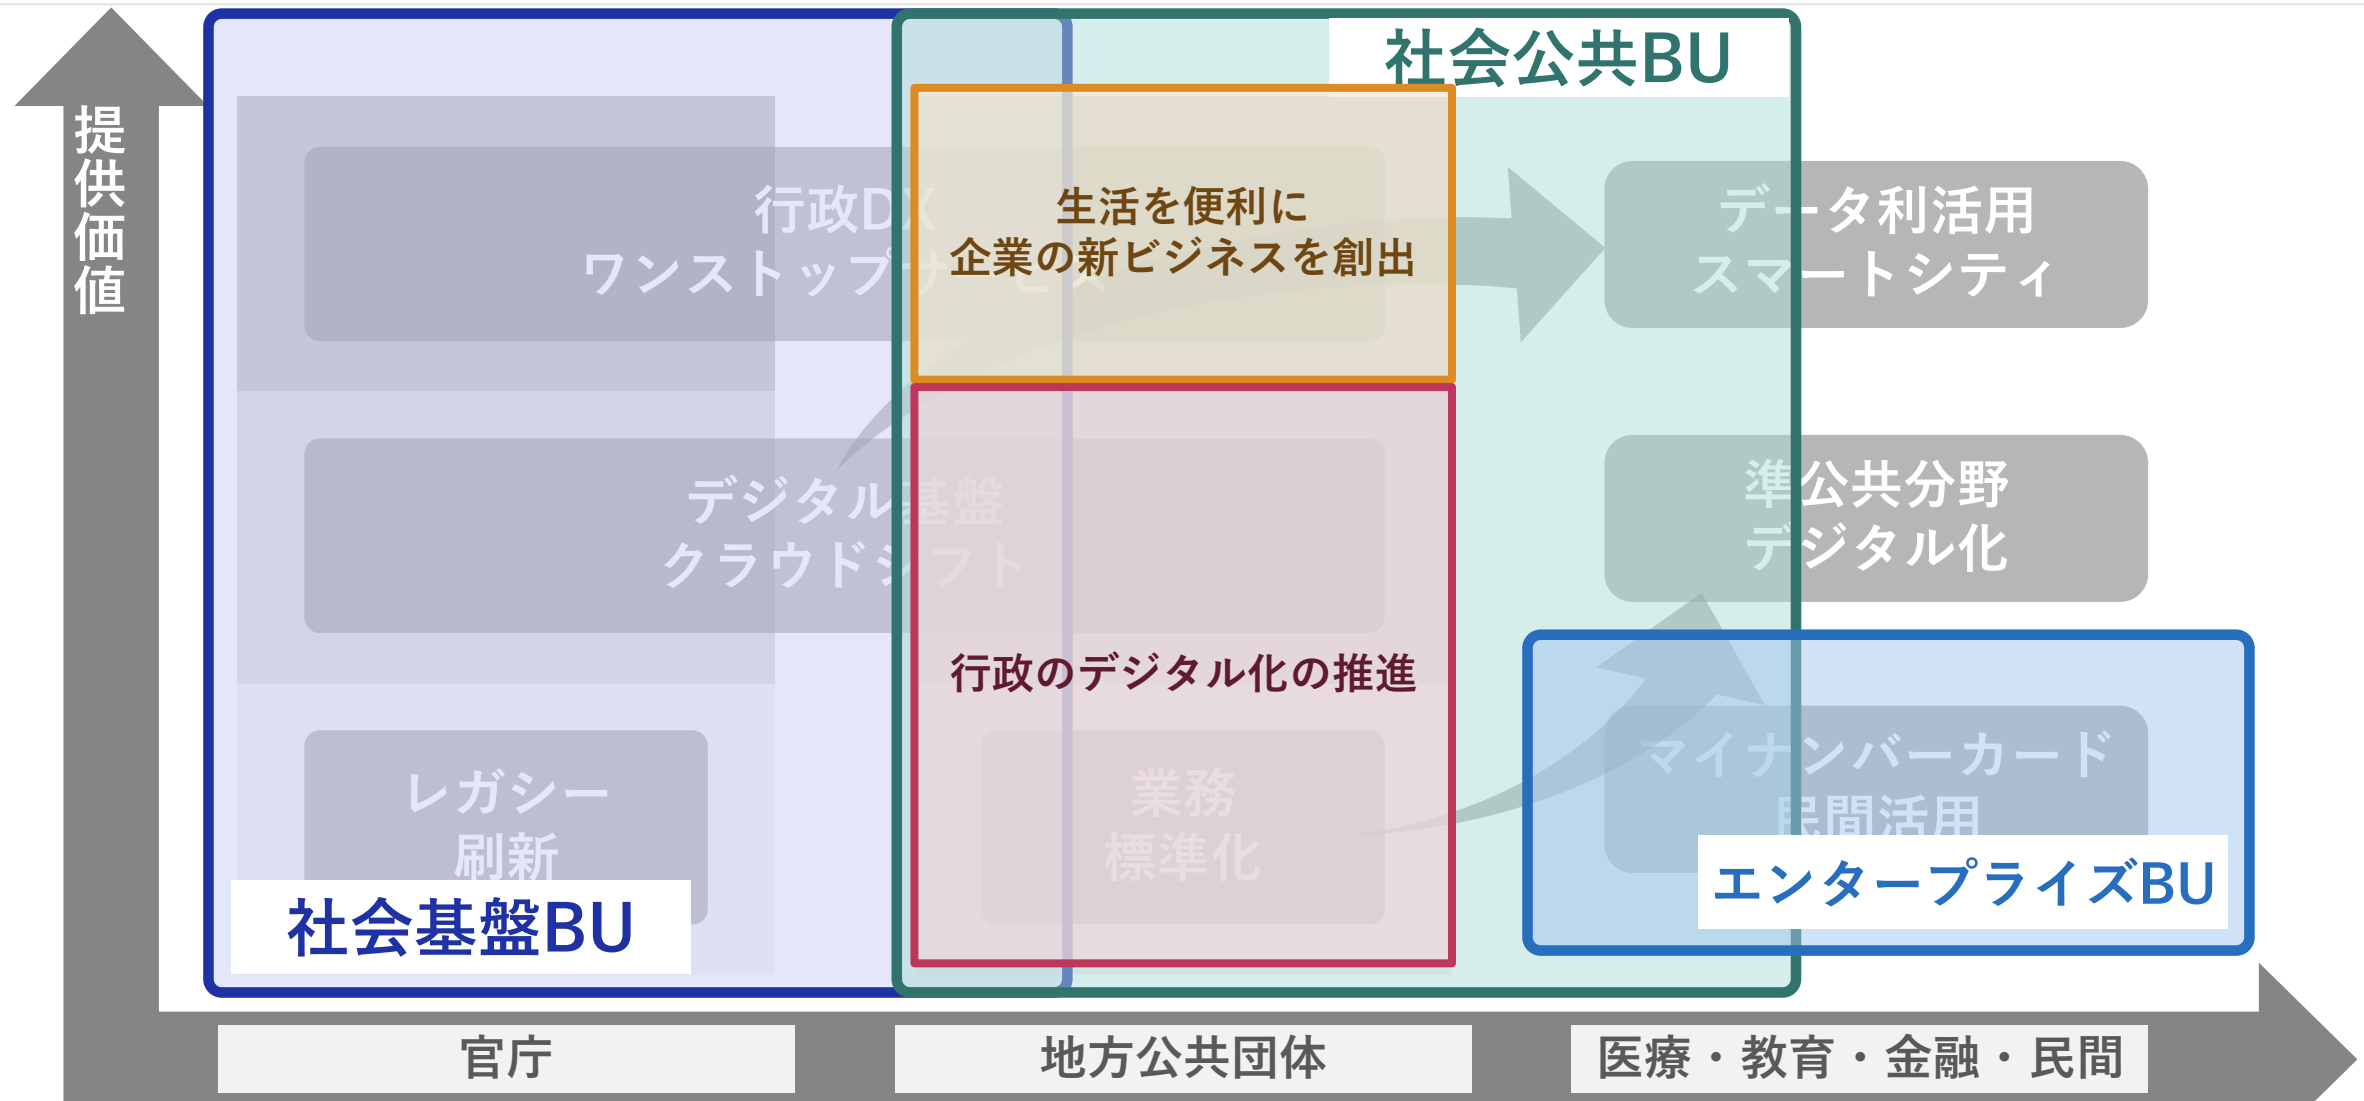 提供価値
社会公共BU
行政DX
ワンストップサービス
生活を便利に
企業の新ビジネスを創出
データ利活用
スマートシティ
デジタル基盤
クラウドシフト
準公共分野
デジタル化
行政のデジタル化の推進
レガシー
刷新
業務
標準化
マイナンバーカード
民間活用
社会基盤BU
エンタープライズBU
官庁
地方公共団体
医療・教育・金融・民間